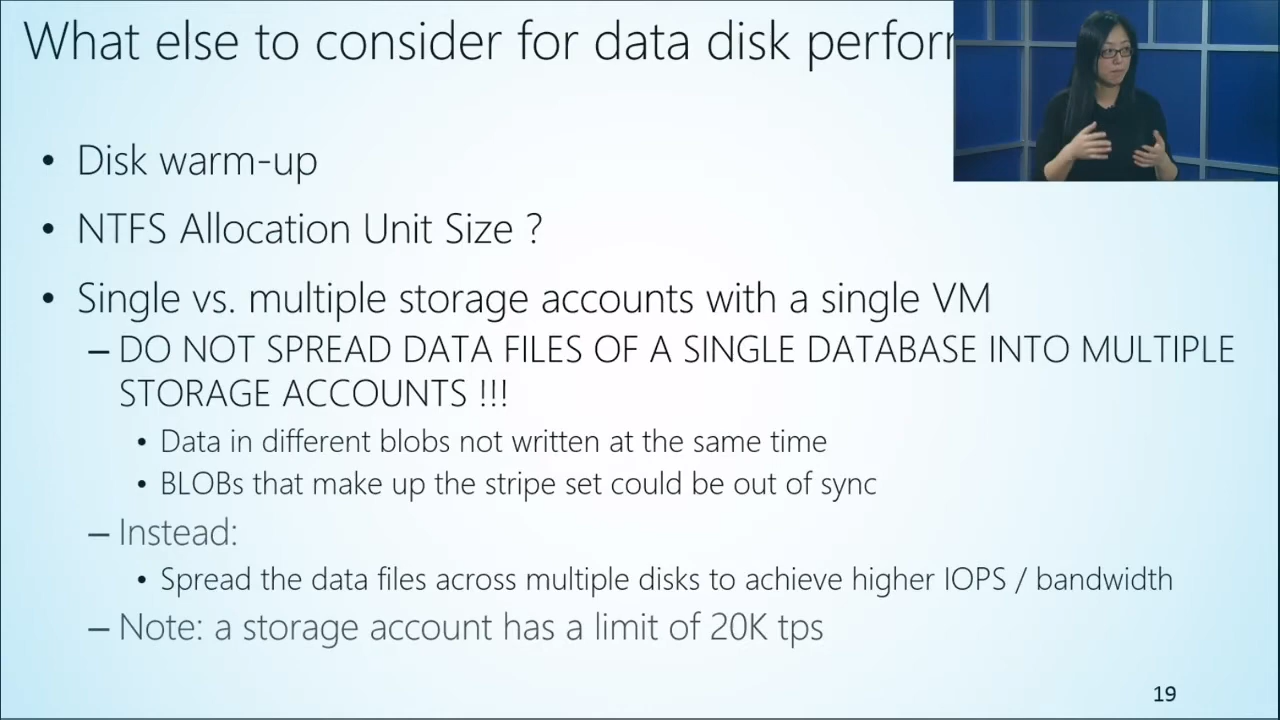 What else to consider for data disk perfor
• Disk warm-up
• NTFS Allocation Unit Size ?
• Single vs. multiple storage accounts with a single VM
– DO NOT SPREAD DATA FILES OF A SINGLE DATABASE INTO MULTIPLE
STORAGE ACCOUNTS !!!
• Data in different blobs not written at the same time
• BLOBs that make up the stripe set could be out of sync
– Instead:
• Spread the data files across multiple disks to achieve higher IOPS / bandwidth
– Note: a storage account has a limit of 20K tps
19